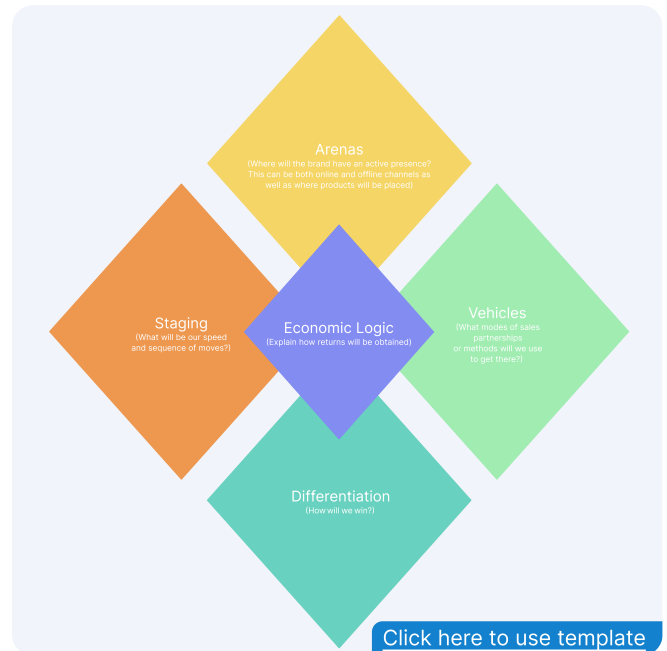 Arenas
(Where will the brand have an active presence?
This can be both online and offline channels as
well as where products will be placed)
Staging
(What will be our speed
and sequence of moves?)
Economic Logic
(Explain how returns will be obtained)
Vehicles
(What modes of sales
partnerships
or methods will we use
to get there?)
Differentiation
(How will we win?)
Click here to use template